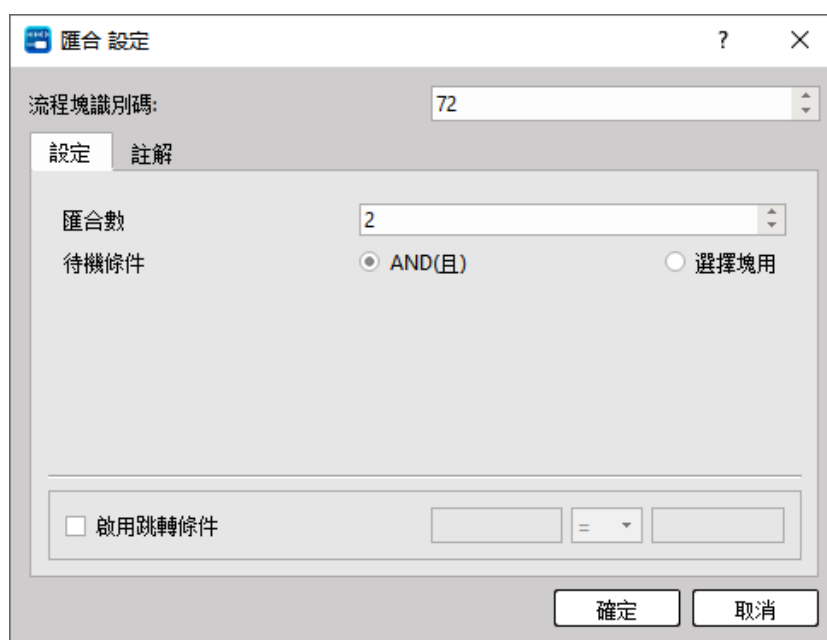 匯合 設定
?
流程塊識別碼: 72
設定 註解
匯合數 2
待機條件 AND(且) 選擇塊用
啟用跳轉條件 =
確定 取消